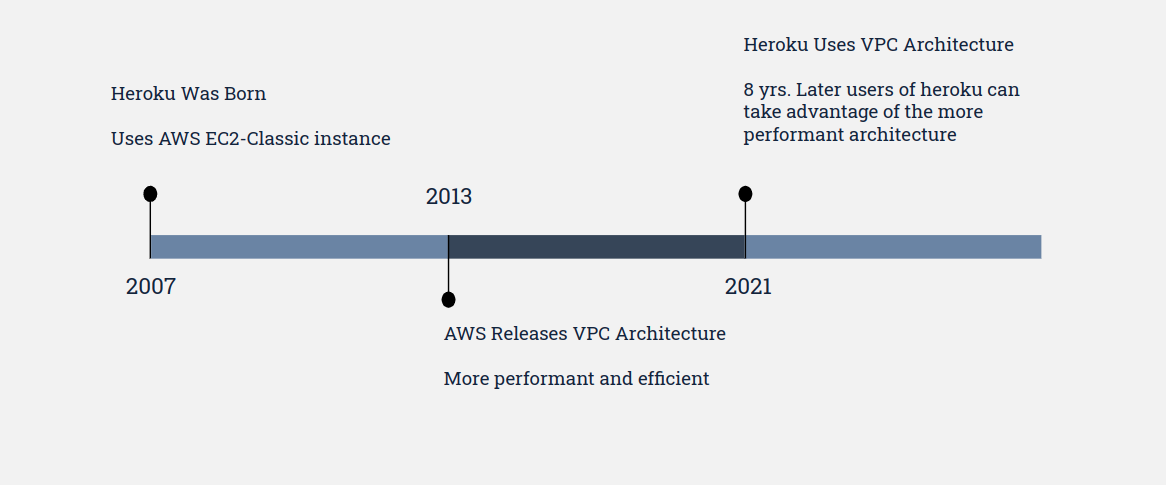 Heroku Was Born
Uses AWS EC2-Classic instance
2007
2013
AWS Releases VPC Architecture
More performant and efficient
Heroku Uses VPC Architecture
8 yrs. Later users of heroku can
take advantage of the more
performant architecture
2021